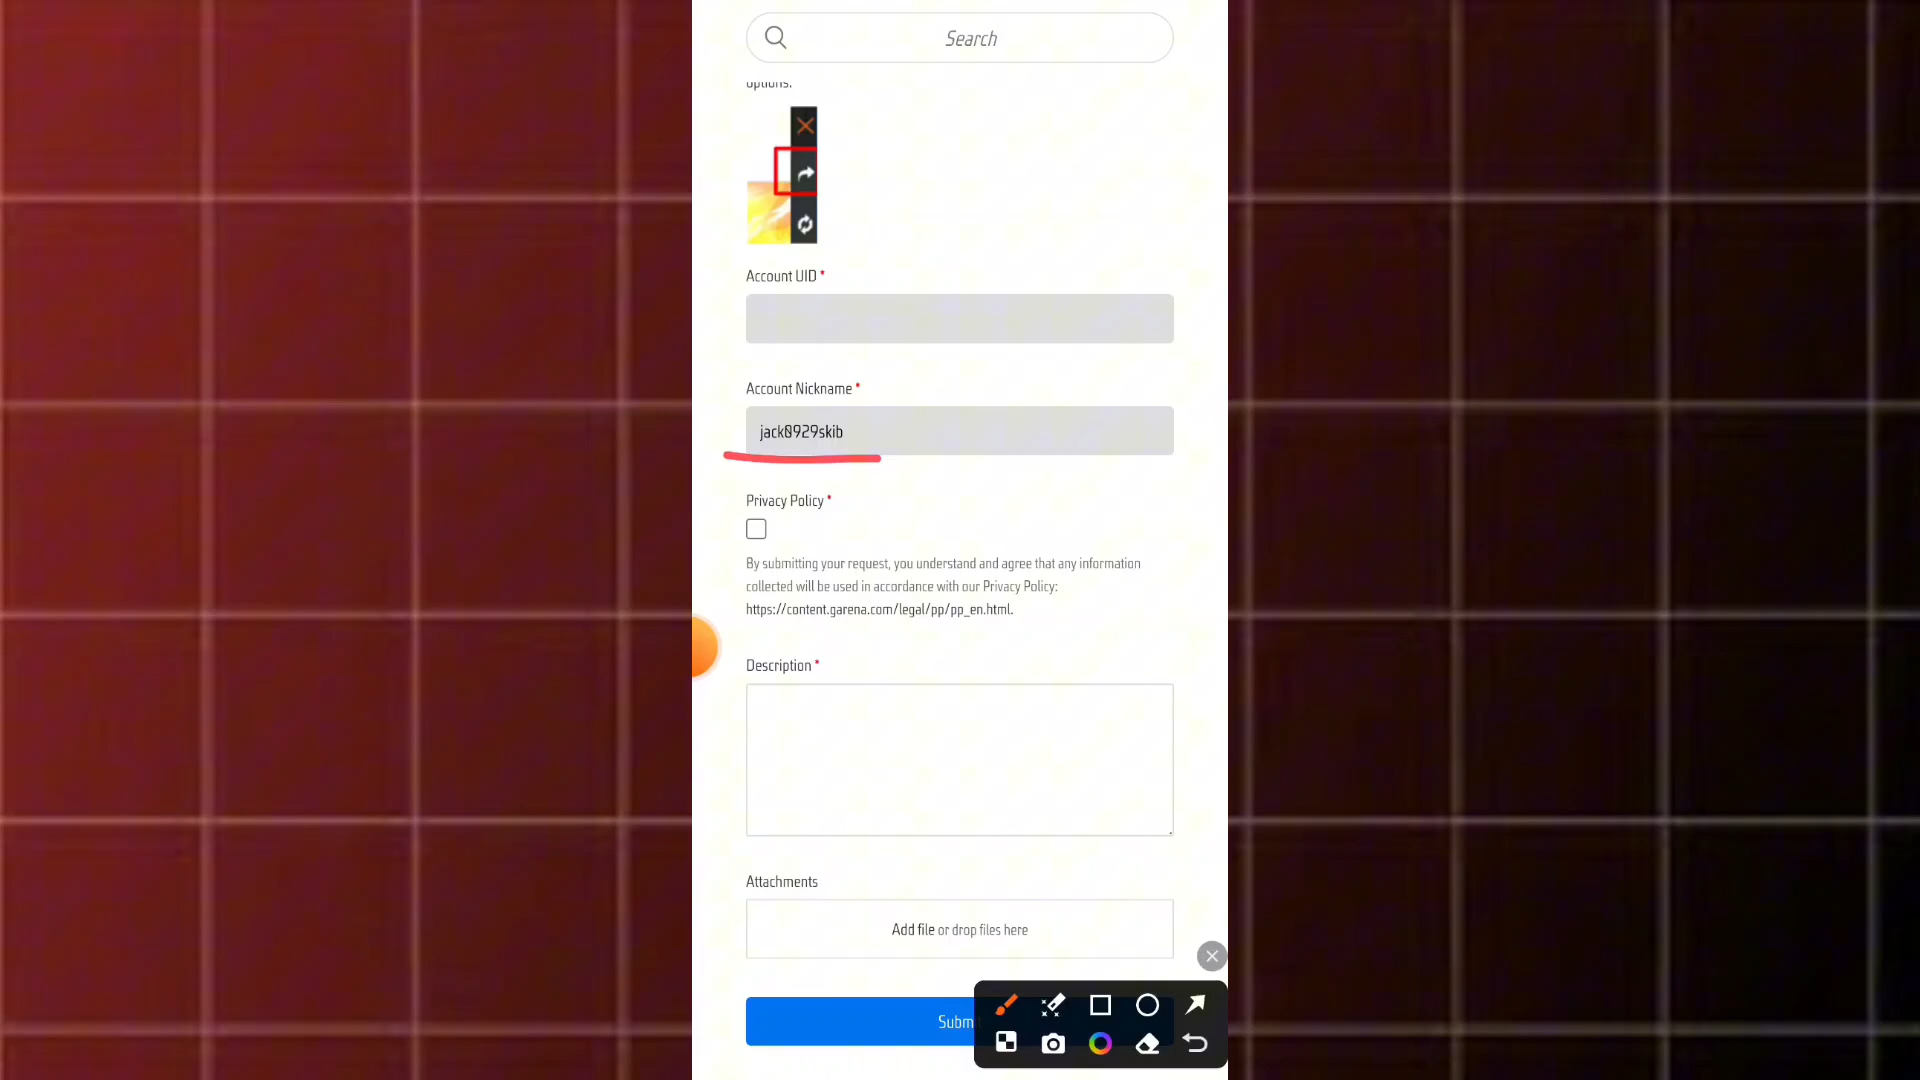 Search
options.
Account UID *
Account Nickname *
jack0929skib
Privacy Policy *
By submitting your request, you understand and agree that any information
collected will be used in accordance with our Privacy Policy:
https://content.garena.com/legal/pp/pp_en.html.
Description *
Attachments
Add file or drop files here
Subm